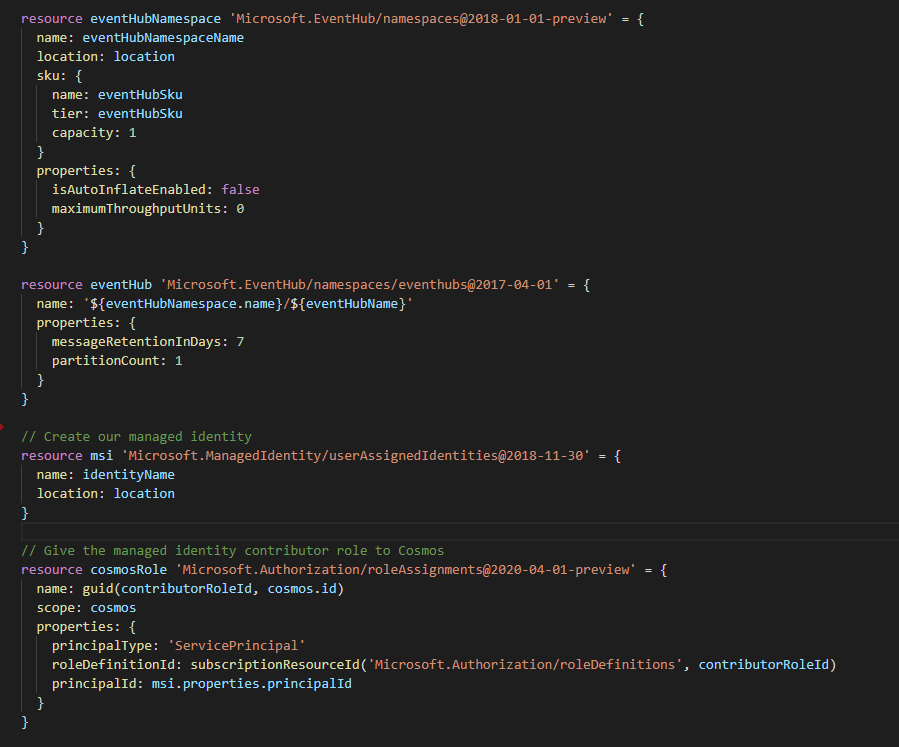 resource eventHubNamespace 'Microsoft.EventHub/namespaces@2018-01-01-preview' = {
  name: eventHubNamespaceName
  location: location
  sku: {
    name: eventHubSku
    tier: eventHubSku
    capacity: 1
  }
  properties: {
    isAutoInflateEnabled: false
    maximumThroughputUnits: 0
  }
}

resource eventHub 'Microsoft.EventHub/namespaces/eventhubs@2017-04-01' = {
  name: '${eventHubNamespace.name}/${eventHubName}'
  properties: {
    messageRetentionInDays: 7
    partitionCount: 1
  }
}

// Create our managed identity
resource msi 'Microsoft.ManagedIdentity/userAssignedIdentities@2018-11-30' = {
  name: identityName
  location: location
}

// Give the managed identity contributor role to Cosmos
resource cosmosRole 'Microsoft.Authorization/roleAssignments@2020-04-01-preview' = {
  name: guid(contributorRoleId, cosmos.id)
  scope: cosmos
  properties: {
    principalType: 'ServicePrincipal'
    roleDefinitionId: subscriptionResourceId('Microsoft.Authorization/roleDefinitions', contributorRoleId)
    principalId: msi.properties.principalId
  }
}